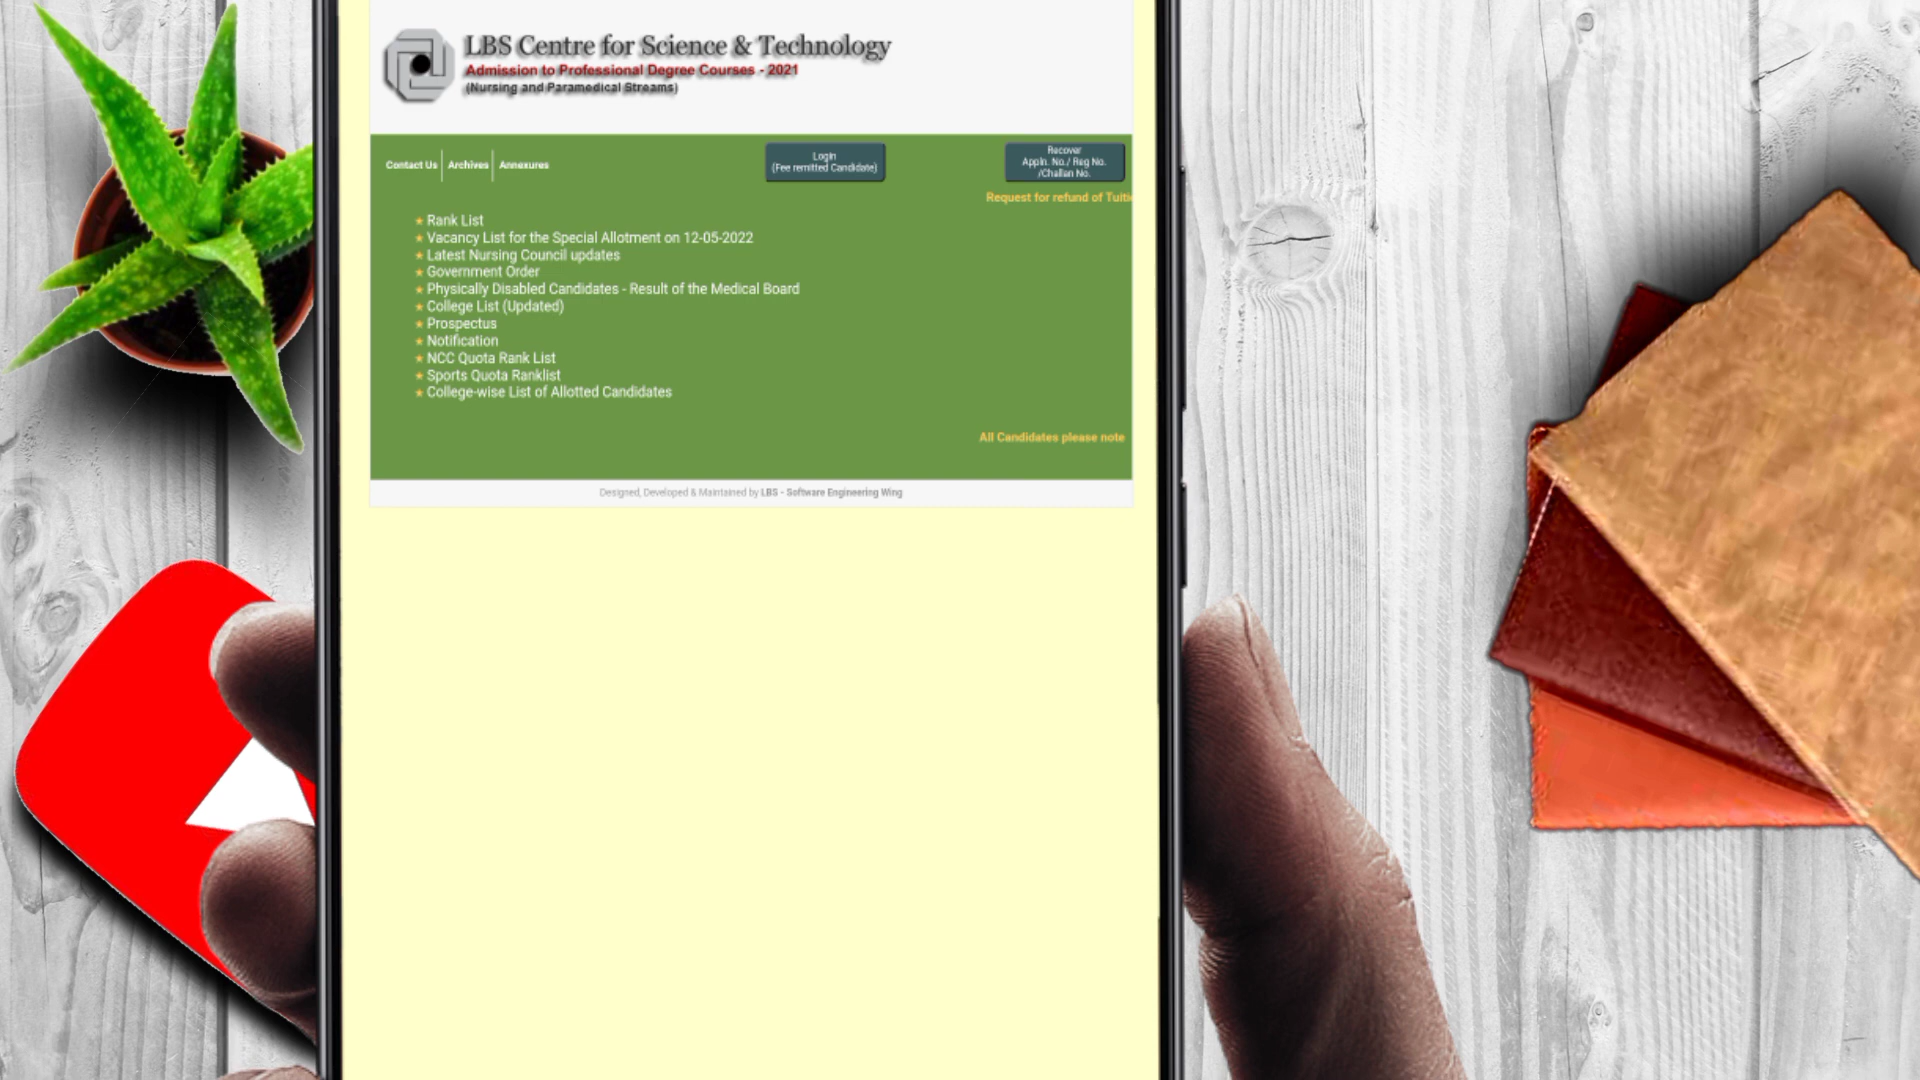 LBS Centre for Science & Technology
Admission to Professional Degree Courses - 2021
(Nursing and Paramedical Streams)
Contact Us
Archives
Annexures
Login
(Fee remitted Candidate)
Recover
Appln. No./ Reg No.
/Challan No.
Request for refund of
Rank List
Vacancy List for the Special Allotment on 12-05-2022
Latest Nursing Council updates
Government Order
Physically Disabled Candidates - Result of the Medical Board
College List (Updated)
Prospectus
Notification
NCC Quota Rank List
Sports Quota Ranklist
College-wise List of Allotted Candidates
All Candidates please note
Designed, Developed & Maintained by LBS - Software Engineering Wing